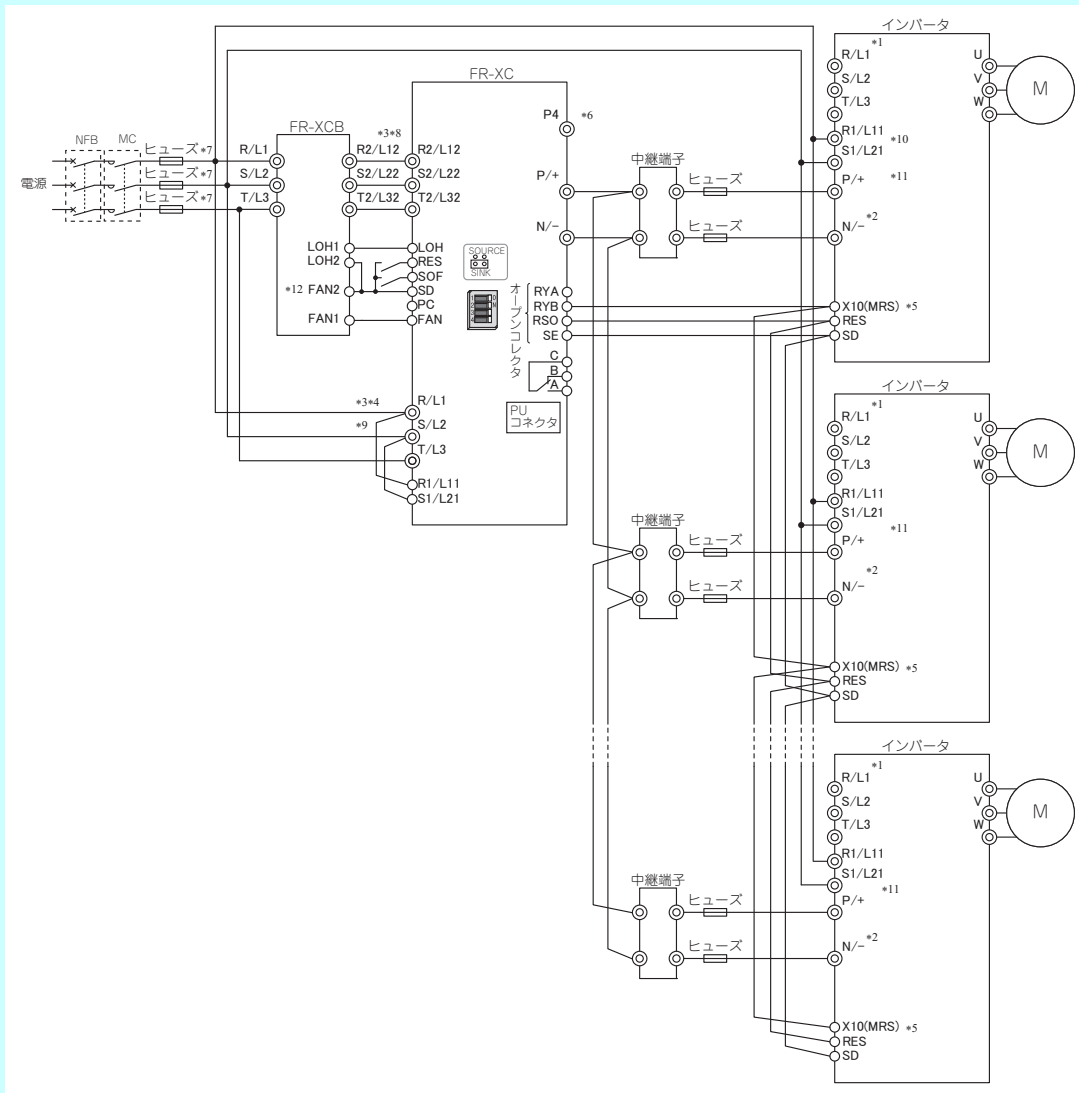 インバータ
FR-XC
R/L1 *1
S/L2
T/L3
R1/L11 *10
S1/L21
*11
P/+
N/- *2
X10(MRS) *5
RES
SD
U
V
W
M
電源
NFB
MC
ヒューズ *7
ヒューズ *7
ヒューズ *7
FR-XCB
R/L1
S/L2
T/L3
*3*8
R2/L12
S2/L22
T2/L32
LOH1
LOH2
*12 FAN2
FAN1
R2/L12
S2/L22
T2/L32
LOH
RES
SOF
SD
PC
FAN
*3*4
R/L1
*9
S/L2
T/L3
R1/L11
S1/L21
SOURCE
SINK
1
2
3
4
P4 *6
P/+
N/-
オープンコレクタ
RYA
RYB
RSO
SE
C
B
A
PU
コネクタ
中継端子
ヒューズ
ヒューズ
インバータ
R/L1 *1
S/L2
T/L3
R1/L11
S1/L21
*11
P/+
N/- *2
X10(MRS) *5
RES
SD
U
V
W
M
中継端子
ヒューズ
ヒューズ
インバータ
R/L1 *1
S/L2
T/L3
R1/L11
S1/L21
*11
P/+
N/- *2
X10(MRS) *5
RES
SD
U
V
W
M
中継端子
ヒューズ
ヒューズ